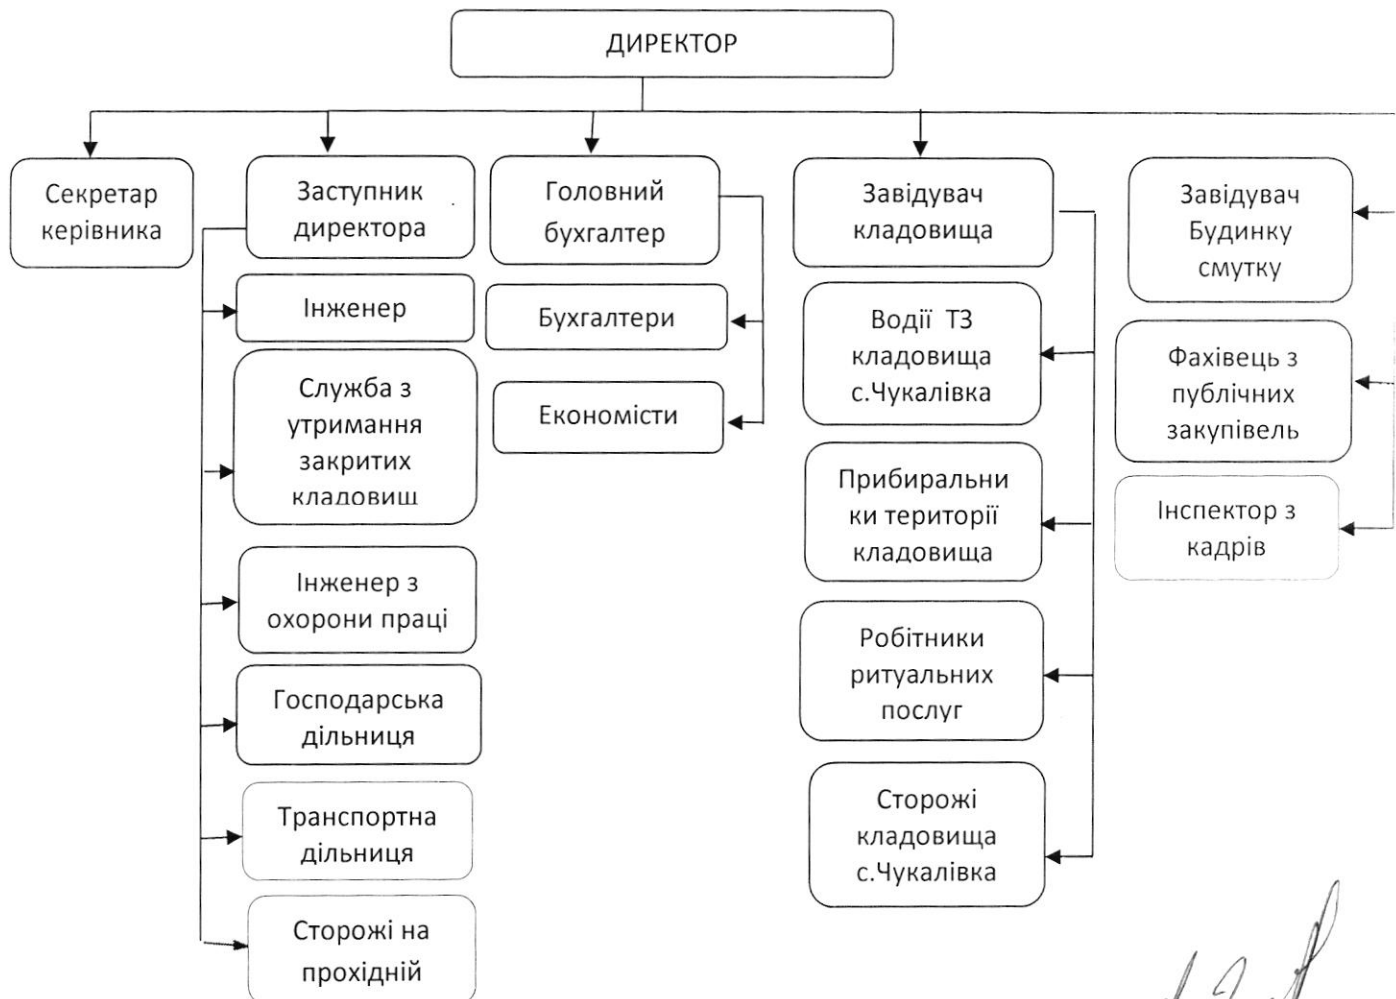 ДИРЕКТОР
Секретар
керівника
Заступник
директора
Інженер
Служба з
утримання
закритих
кладовищ
Інженер з
охорони праці
Господарська
дільниця
Транспортна
дільниця
Сторожі на
прохідній
Головний
бухгалтер
Бухгалтери
Економісти
Завідувач
кладовища
Водії ТЗ
кладовища
с.Чукалівка
Прибиральни
ки території
кладовища
Робітники
ритуальних
послуг
Сторожі
кладовища
с.Чукалівка
Завідувач
Будинку
смутку
Фахівець з
публічних
закупівель
Інспектор з
кадрів